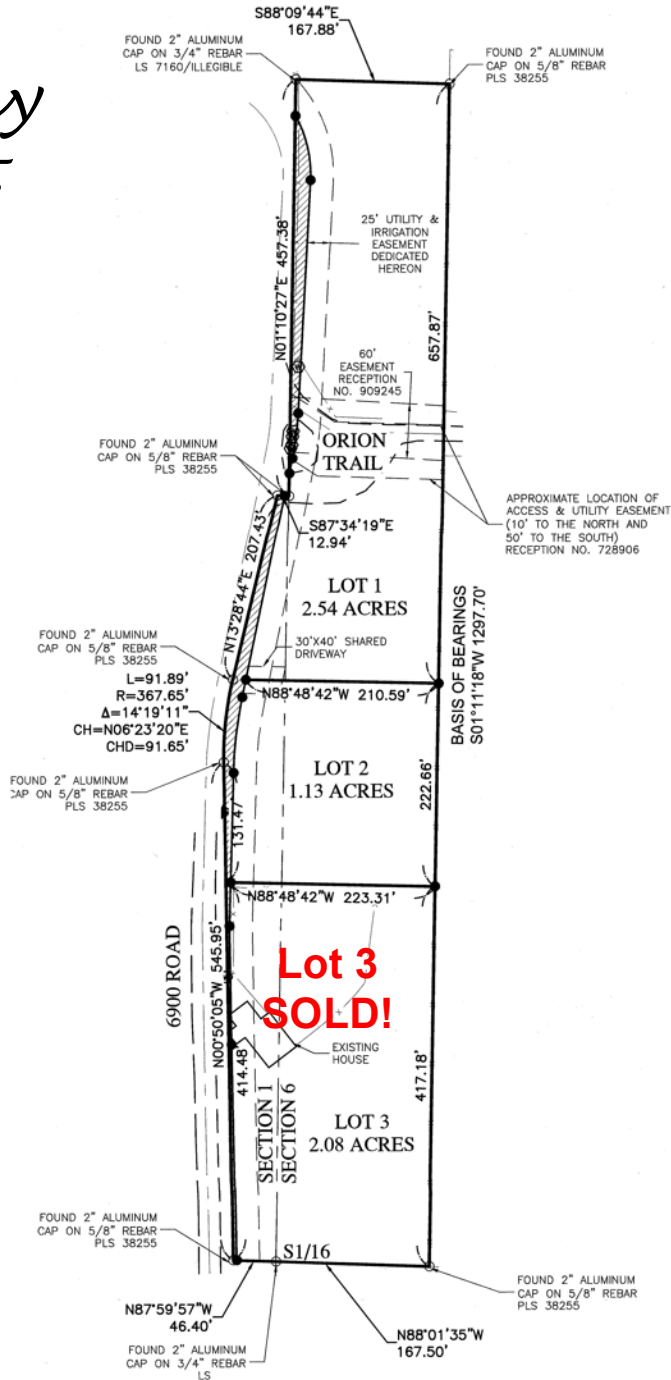 S88°09'44"E
167.88'
FOUND 2" ALUMINUM
CAP ON 3/4" REBAR
LS 7160/ILLEGIBLE
FOUND 2" ALUMINUM
CAP ON 5/8" REBAR
PLS 38255
25' UTILITY &
IRRIGATION
EASEMENT
DEDICATED
HEREON
N01°10'27"E 457.38'
657.87'
60'
EASEMENT
RECEPTION
NO. 909245
W
ORION
TRAIL
FOUND 2" ALUMINUM
CAP ON 5/8" REBAR
PLS 38255
S87°34'19"E
12.94'
APPROXIMATE LOCATION OF
ACCESS & UTILITY EASEMENT
(10' TO THE NORTH AND
50' TO THE SOUTH)
RECEPTION NO. 728906
N13°28'44"E 207.43'
LOT 1
2.54 ACRES
BASIS OF BEARINGS
S01°11'18"W 1297.70'
FOUND 2" ALUMINUM
CAP ON 5/8" REBAR
PLS 38255
30'X40' SHARED
DRIVEWAY
L=91.89'
R=367.65'
Δ=14°19'11"
CH=N06°23'20"E
CHD=91.65'
N88°48'42"W 210.59'
FOUND 2" ALUMINUM
CAP ON 5/8" REBAR
PLS 38255
LOT 2
1.13 ACRES
222.66'
131.47'
N88°48'42"W 223.31'
6900 ROAD
N00°50'05"W 545.95'
Lot 3
SOLD!
EXISTING
HOUSE
414.48'
417.18'
SECTION 1
SECTION 6
LOT 3
2.08 ACRES
FOUND 2" ALUMINUM
CAP ON 5/8" REBAR
PLS 38255
S1/16
N87°59'57"W
46.40'
FOUND 2" ALUMINUM
CAP ON 3/4" REBAR
LS
N88°01'35"W
167.50'
FOUND 2" ALUMINUM
CAP ON 5/8" REBAR
PLS 38255